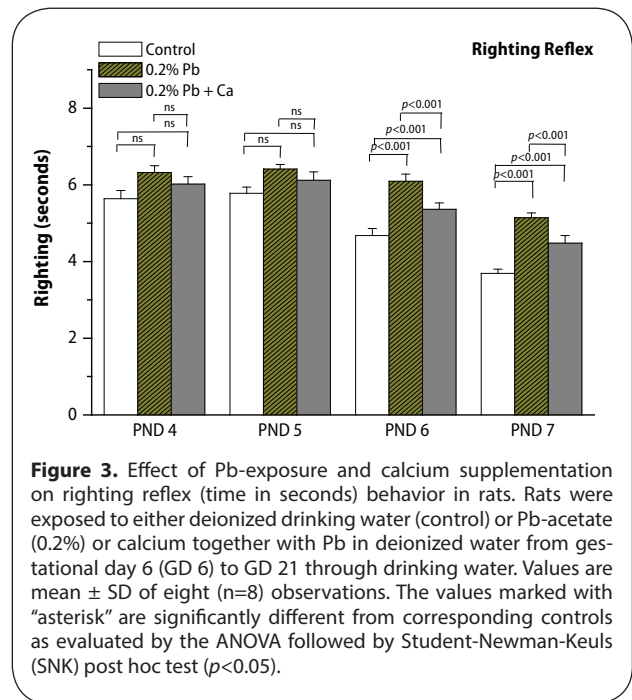 Control
0.2% Pb
0.2% Pb + Ca
Righting Reflex
Righting (seconds)
8
6
4
2
0
ns
ns
ns
ns
ns
ns
p<0.001
p<0.001
p<0.001
p<0.001
p<0.001
p<0.001
PND 4 PND 5 PND 6 PND 7
Figure 3. Effect of Pb-exposure and calcium supplementation
on righting reflex (time in seconds) behavior in rats. Rats were
exposed to either deionized drinking water (control) or Pb-acetate
(0.2%) or calcium together with Pb in deionized water from ges-
tational day 6 (GD 6) to GD 21 through drinking water. Values are
mean ± SD of eight (n=8) observations. The values marked with
"asterisk" are significantly different from corresponding controls
as evaluated by the ANOVA followed by Student-Newman-Keuls
(SNK) post hoc test (p<0.05).